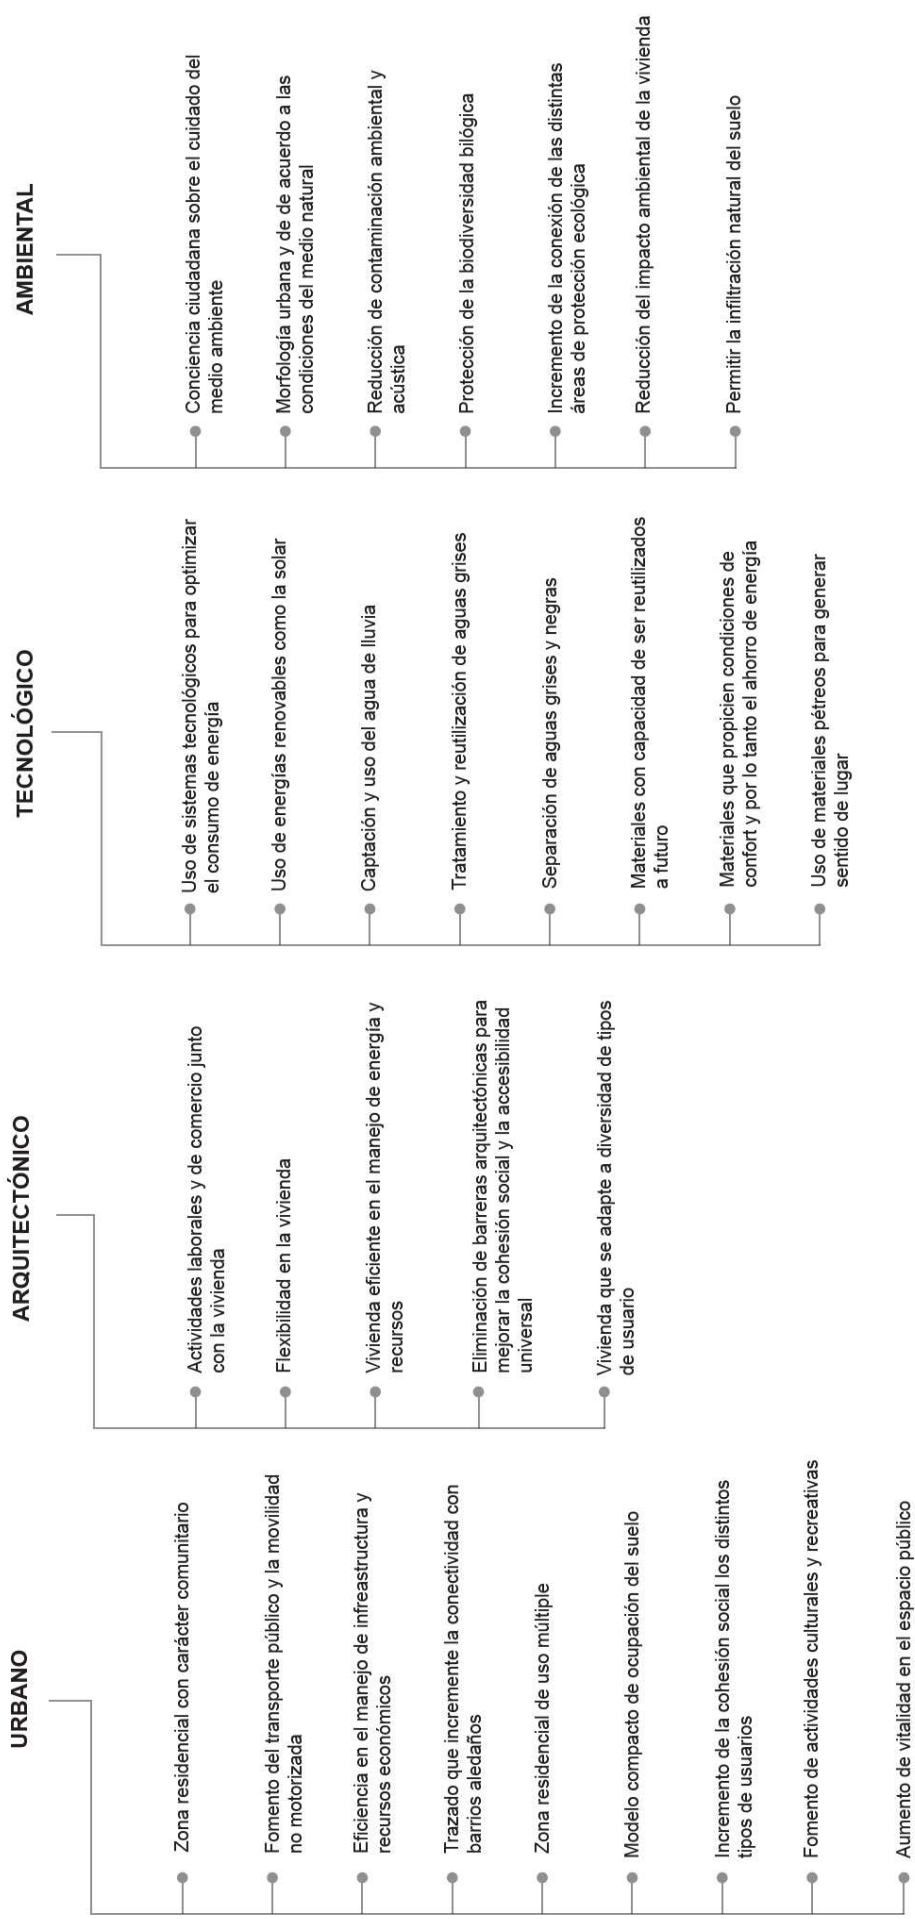 URBANO
Zona residencial con carácter comunitario
Fomento del transporte público y la movilidad
no motorizada
Eficiencia en el manejo de infreastructura y
recursos económicos
Trazado que incremente la conectividad con
barrios aledaños
Zona residencial de uso múltiple
Modelo compacto de ocupación del suelo
Incremento de la cohesión social los distintos
tipos de usuarios
Fomento de actividades culturales y recreativas
Aumento de vitalidad en el espacio público
ARQUITECTÓNICO
Actividades laborales y de comercio junto
con la vivienda
Flexibilidad en la vivienda
Vivienda eficiente en el manejo de energía y
recursos
Eliminación de barreras arquitectónicas para
mejorar la cohesión social y la accesibilidad
universal
Vivienda que se adapte a diversidad de tipos
de usuario
TECNOLÓGICO
Uso de sistemas tecnológicos para optimizar
el consumo de energía
Uso de energías renovables como la solar
Captación y uso del agua de lluvia
Tratamiento y reutilización de aguas grises
Separación de aguas grises y negras
Materiales con capacidad de ser reutilizados
a futuro
Materiales que propicien condiciones de
confort y por lo tanto el ahorro de energía
Uso de materiales pétreos para generar
sentido de lugar
AMBIENTAL
Conciencia ciudadana sobre el cuidado del
medio ambiente
Morfología urbana y de acuerdo a las
condiciones del medio natural
Reducción de contaminación ambiental y
acústica
Protección de la biodiversidad bilógica
Incremento de la conexión de las distintas
áreas de protección ecológica
Reducción del impacto ambiental de la vivienda
Permitir la infiltración natural del suelo